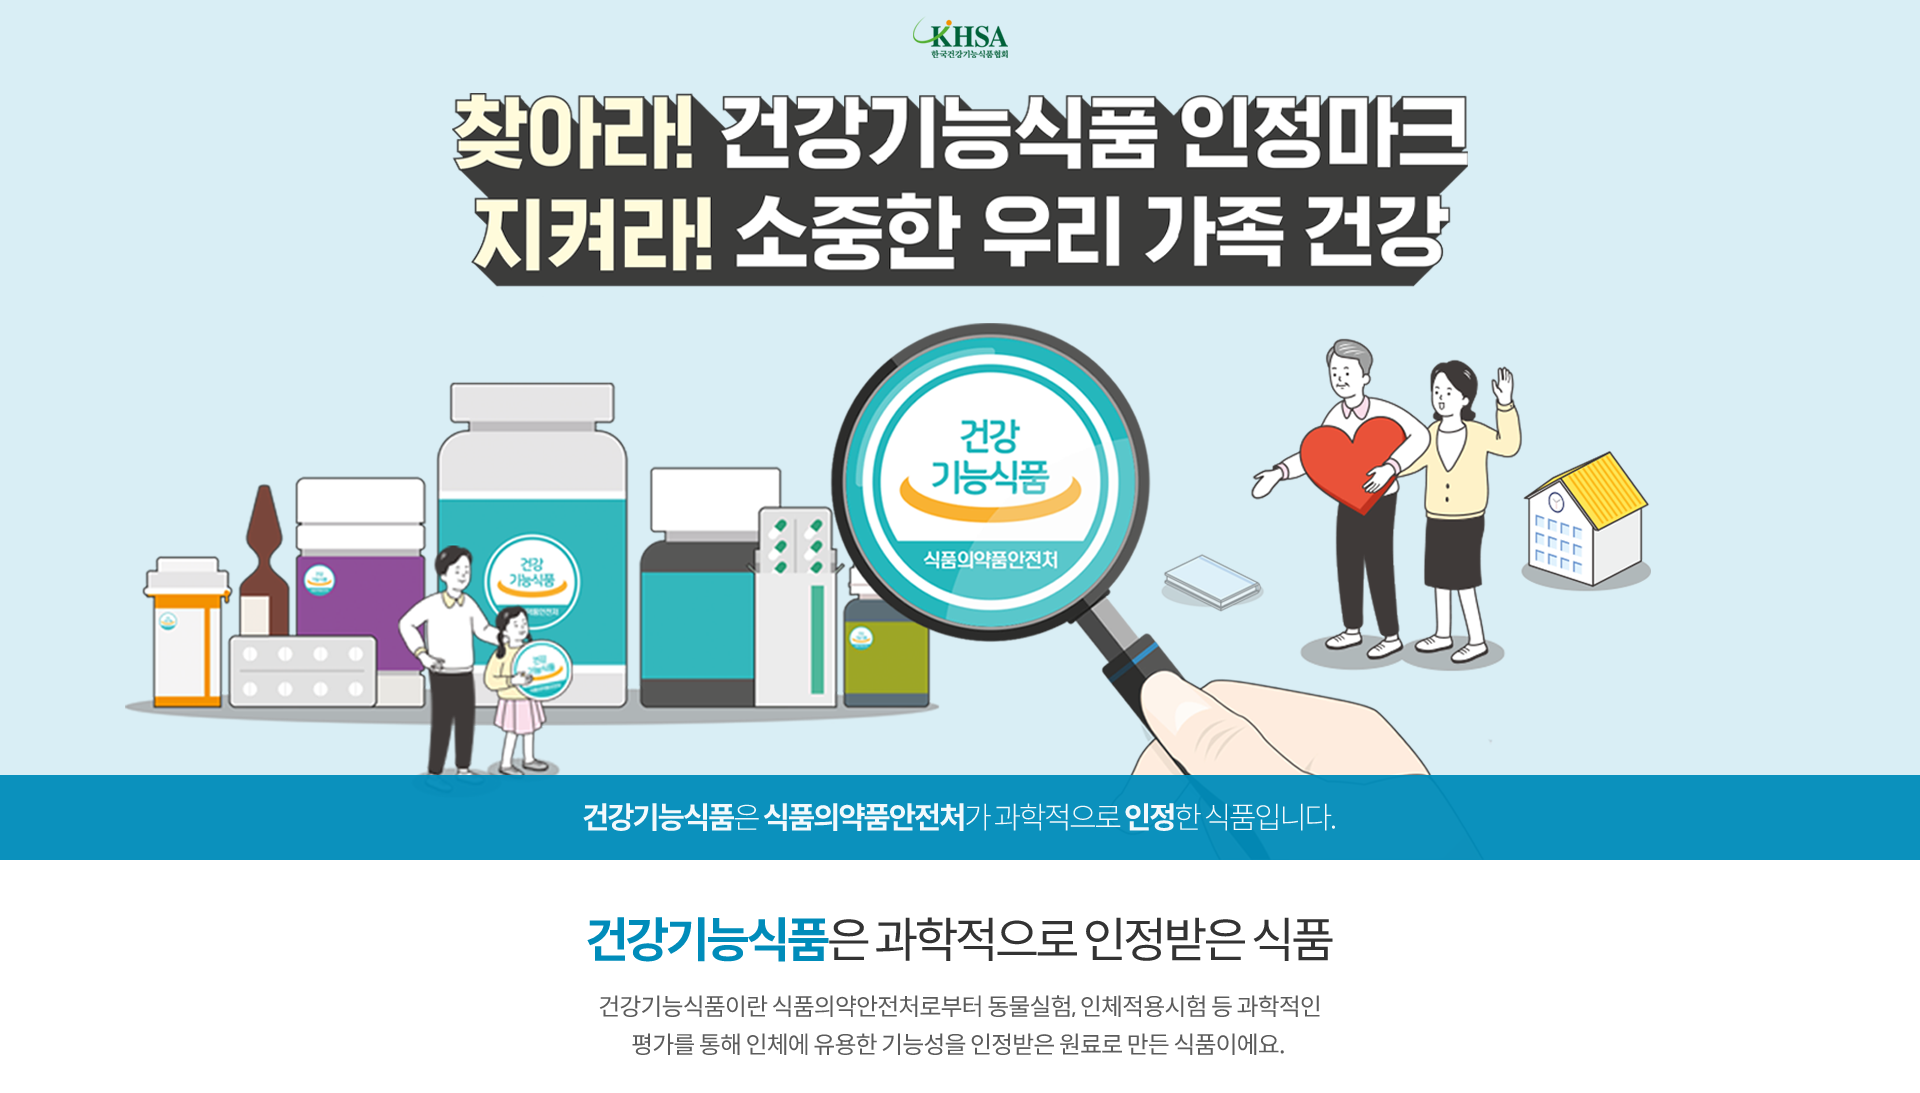 KHSA
한국건강기능식품협회
찾아라! 건강기능식품 인정마크
지켜라! 소중한 우리 가족 건강
건강
기능식품
식품의약품안전처
건강
기능식품
건강기능식품은 식품의약품안전처가 과학적으로 인정한 식품입니다.
건강기능식품은 과학적으로 인정받은 식품
건강기능식품이란 식품의약안전처로부터 동물실험, 인체적용시험 등 과학적인
평가를 통해 인체에 유용한 기능성을 인정받은 원료로 만든 식품이에요.